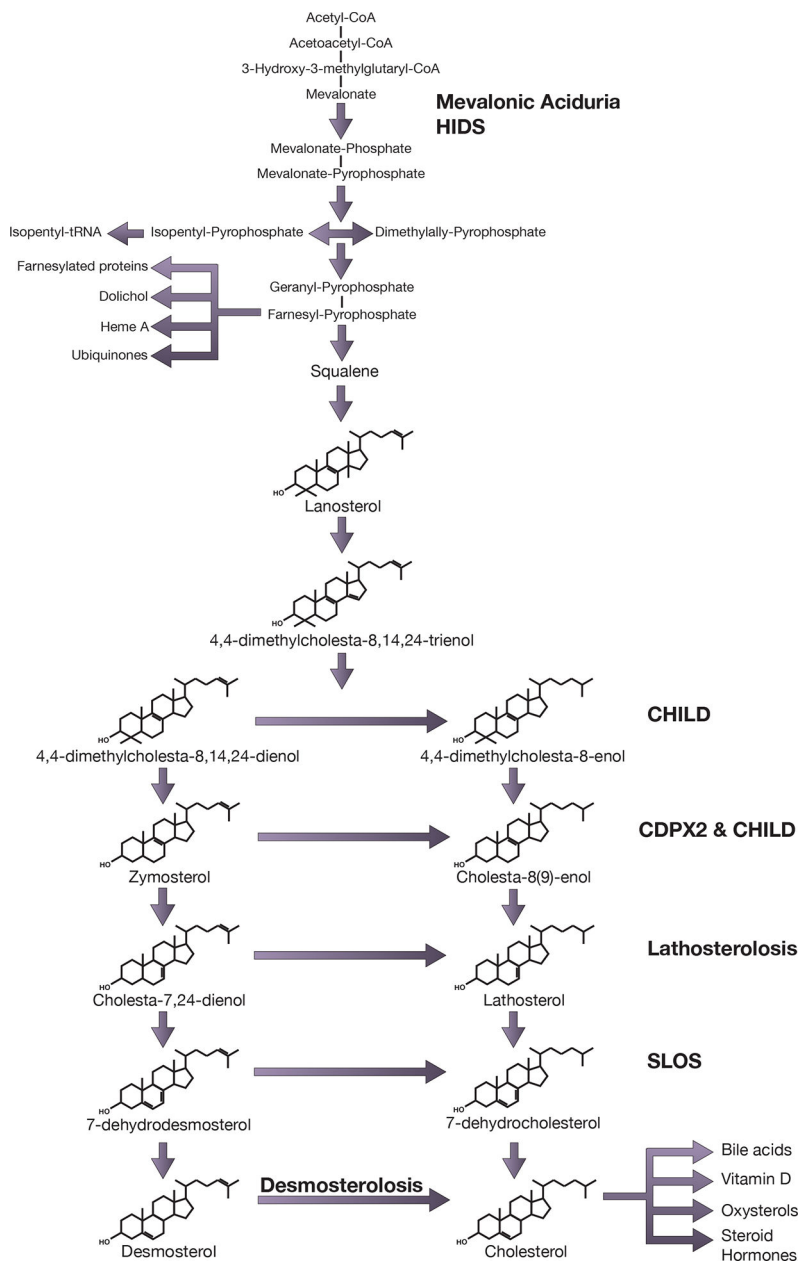 Acetyl-CoA
Acetoacetyl-CoA
3-Hydroxy-3-methylglutaryl-CoA
Mevalonate
Mevalonic Aciduria
HIDS
Mevalonate-Phosphate
Mevalonate-Pyrophosphate
Isopentyl-tRNA
Isopentyl-Pyrophosphate
Dimethylally-Pyrophosphate
Farnesylated proteins
Dolichol
Heme A
Ubiquinones
Geranyl-Pyrophosphate
Farnesyl-Pyrophosphate
Squalene
HO
Lanosterol
HO
4,4-dimethylcholesta-8,14,24-trienol
HO
4,4-dimethylcholesta-8,14,24-dienol
HO
4,4-dimethylcholesta-8-enol
CHILD
HO
Zymosterol
HO
Cholesta-8(9)-enol
CDPX2 & CHILD
HO
Cholesta-7,24-dienol
HO
Lathosterol
Lathosterolosis
HO
7-dehydrodesmosterol
HO
7-dehydrocholesterol
SLOS
HO
Desmosterol
Desmosterolosis
HO
Cholesterol
Bile acids
Vitamin D
Oxysterols
Steroid
Hormones